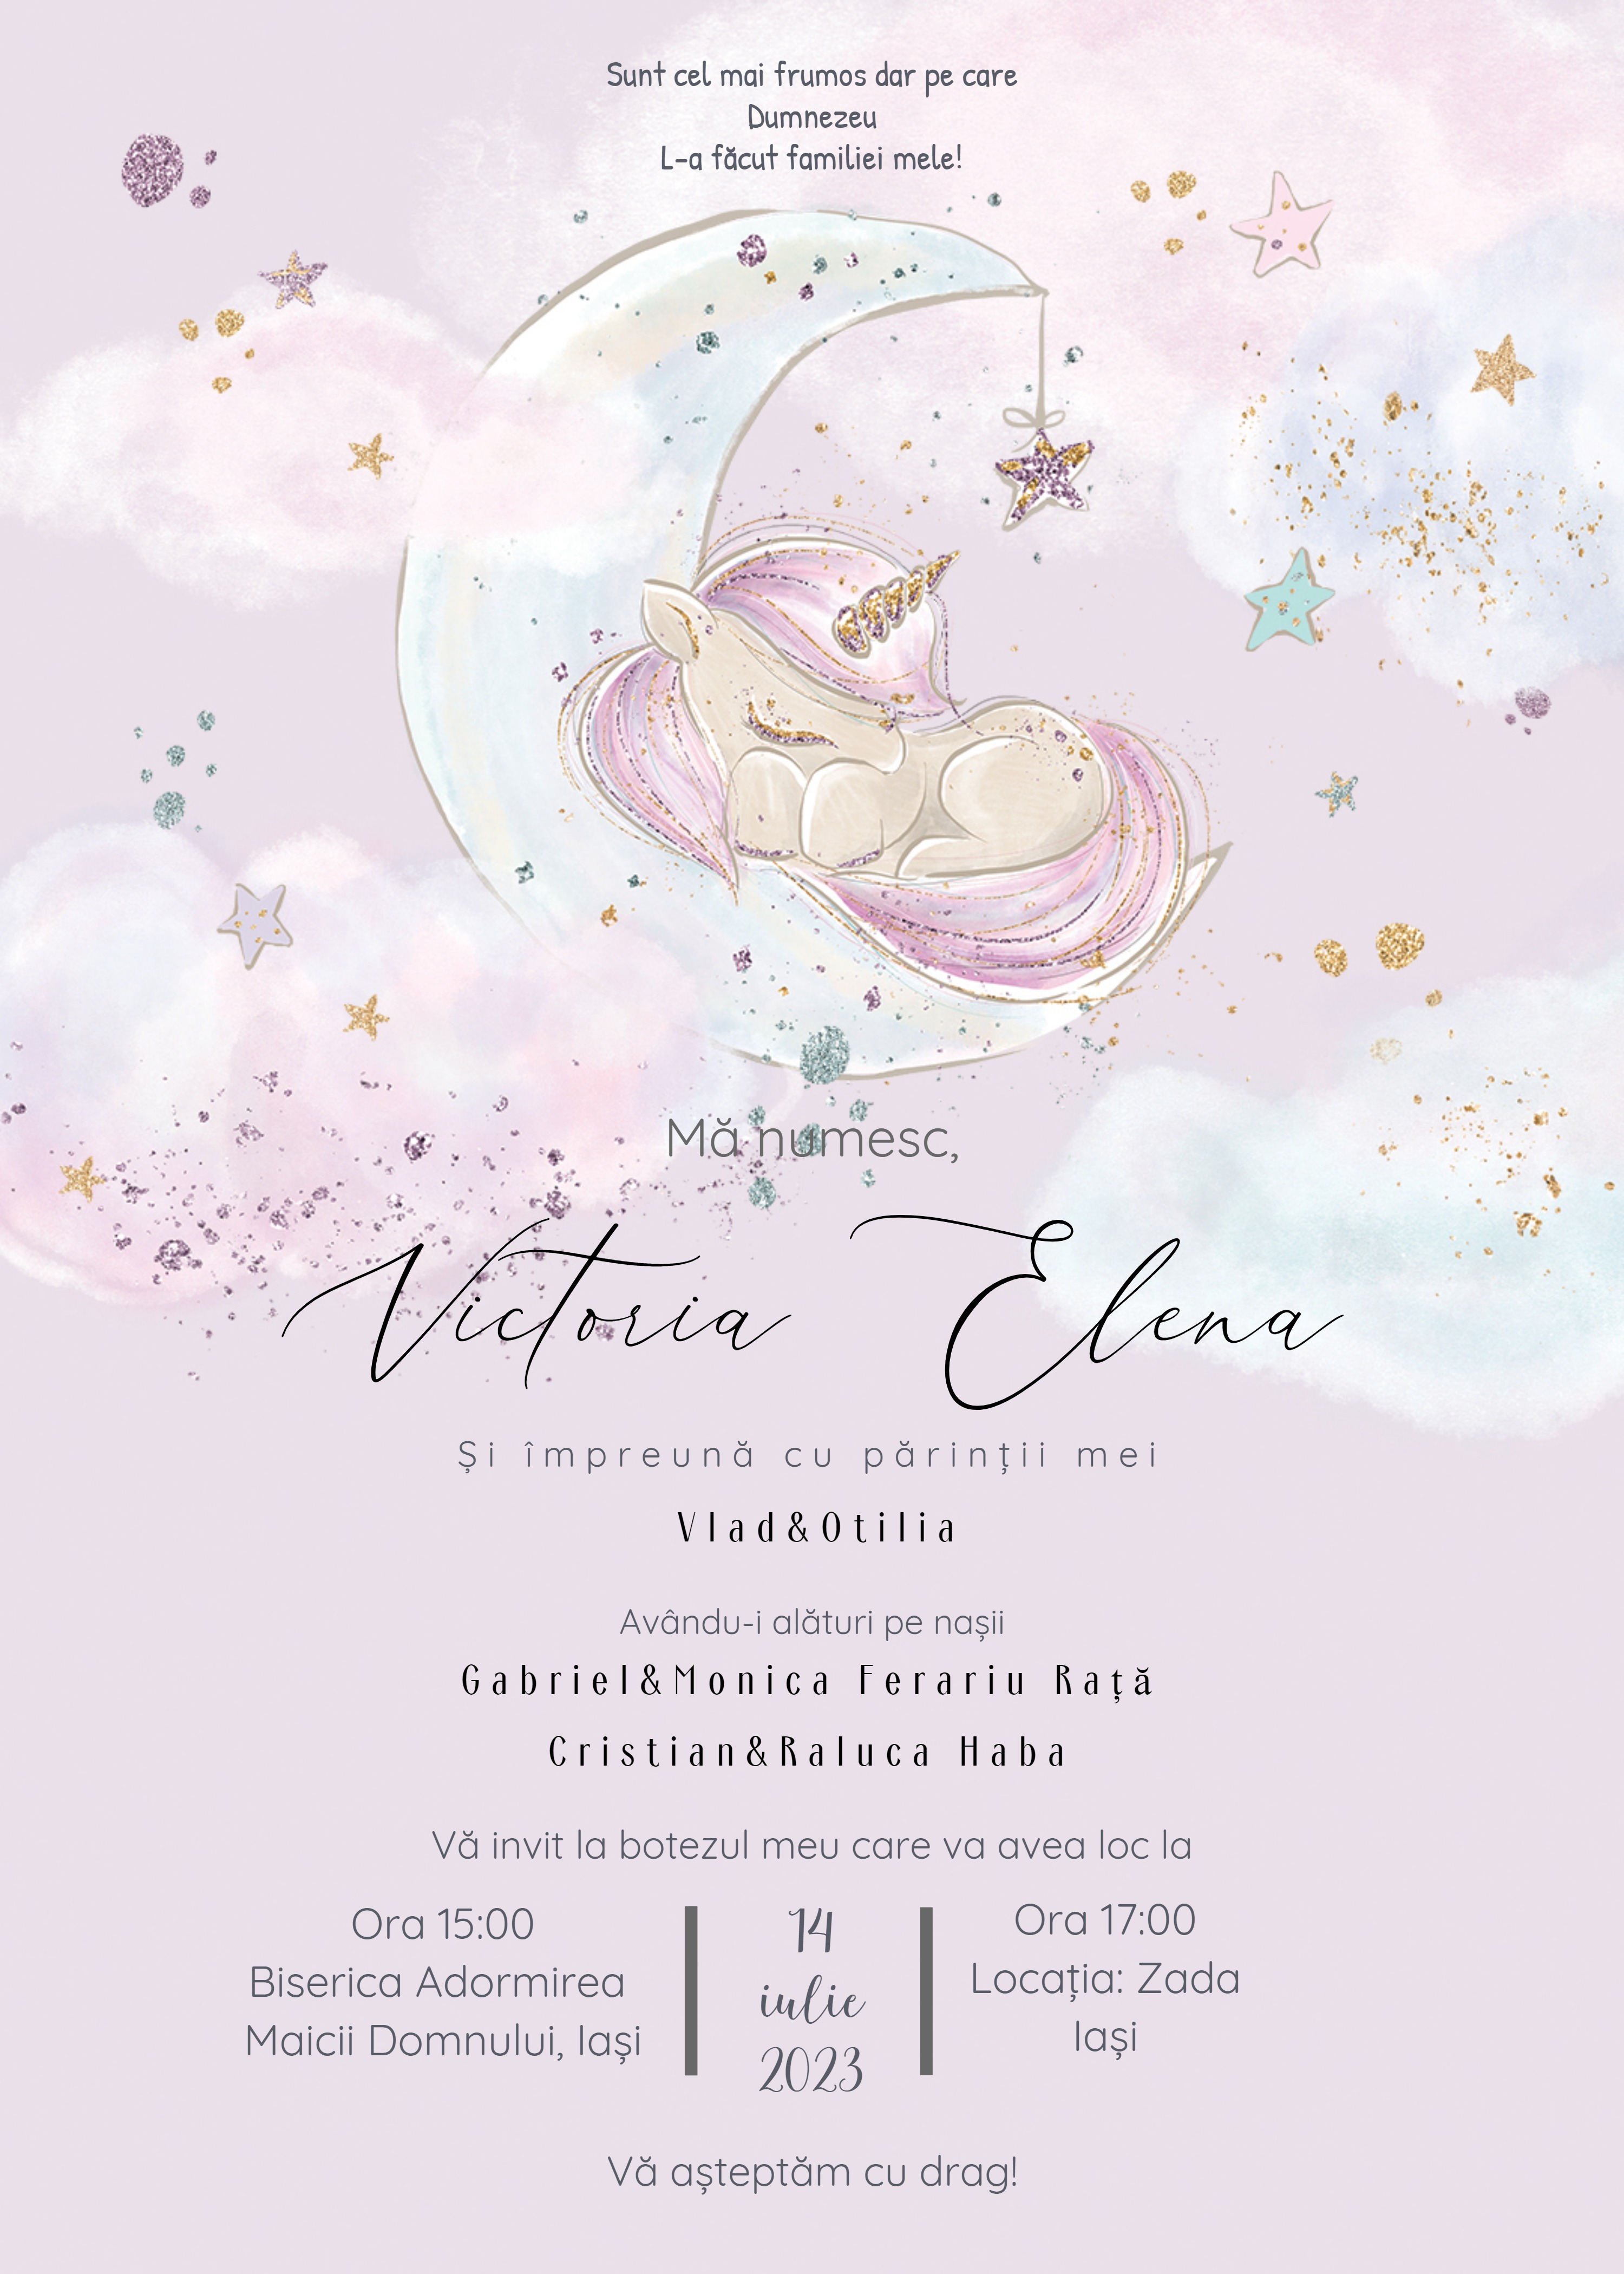 Sunt cel mai frumos dar pe care
Dumnezeu
L-a făcut familiei mele!
Mă numesc,
Victoria Elena
Și împreună cu părinții mei
Vlad&Otilia
Avându-i alături pe nașii
Gabriel&Monica Ferariu Rață
Cristian&Raluca Haba
Vă invit la botezul meu care va avea loc la
Ora 15:00
Biserica Adormirea
Maicii Domnului, Iași
14
iulie
2023
Ora 17:00
Locația: Zada
Iași
Vă așteptăm cu drag!